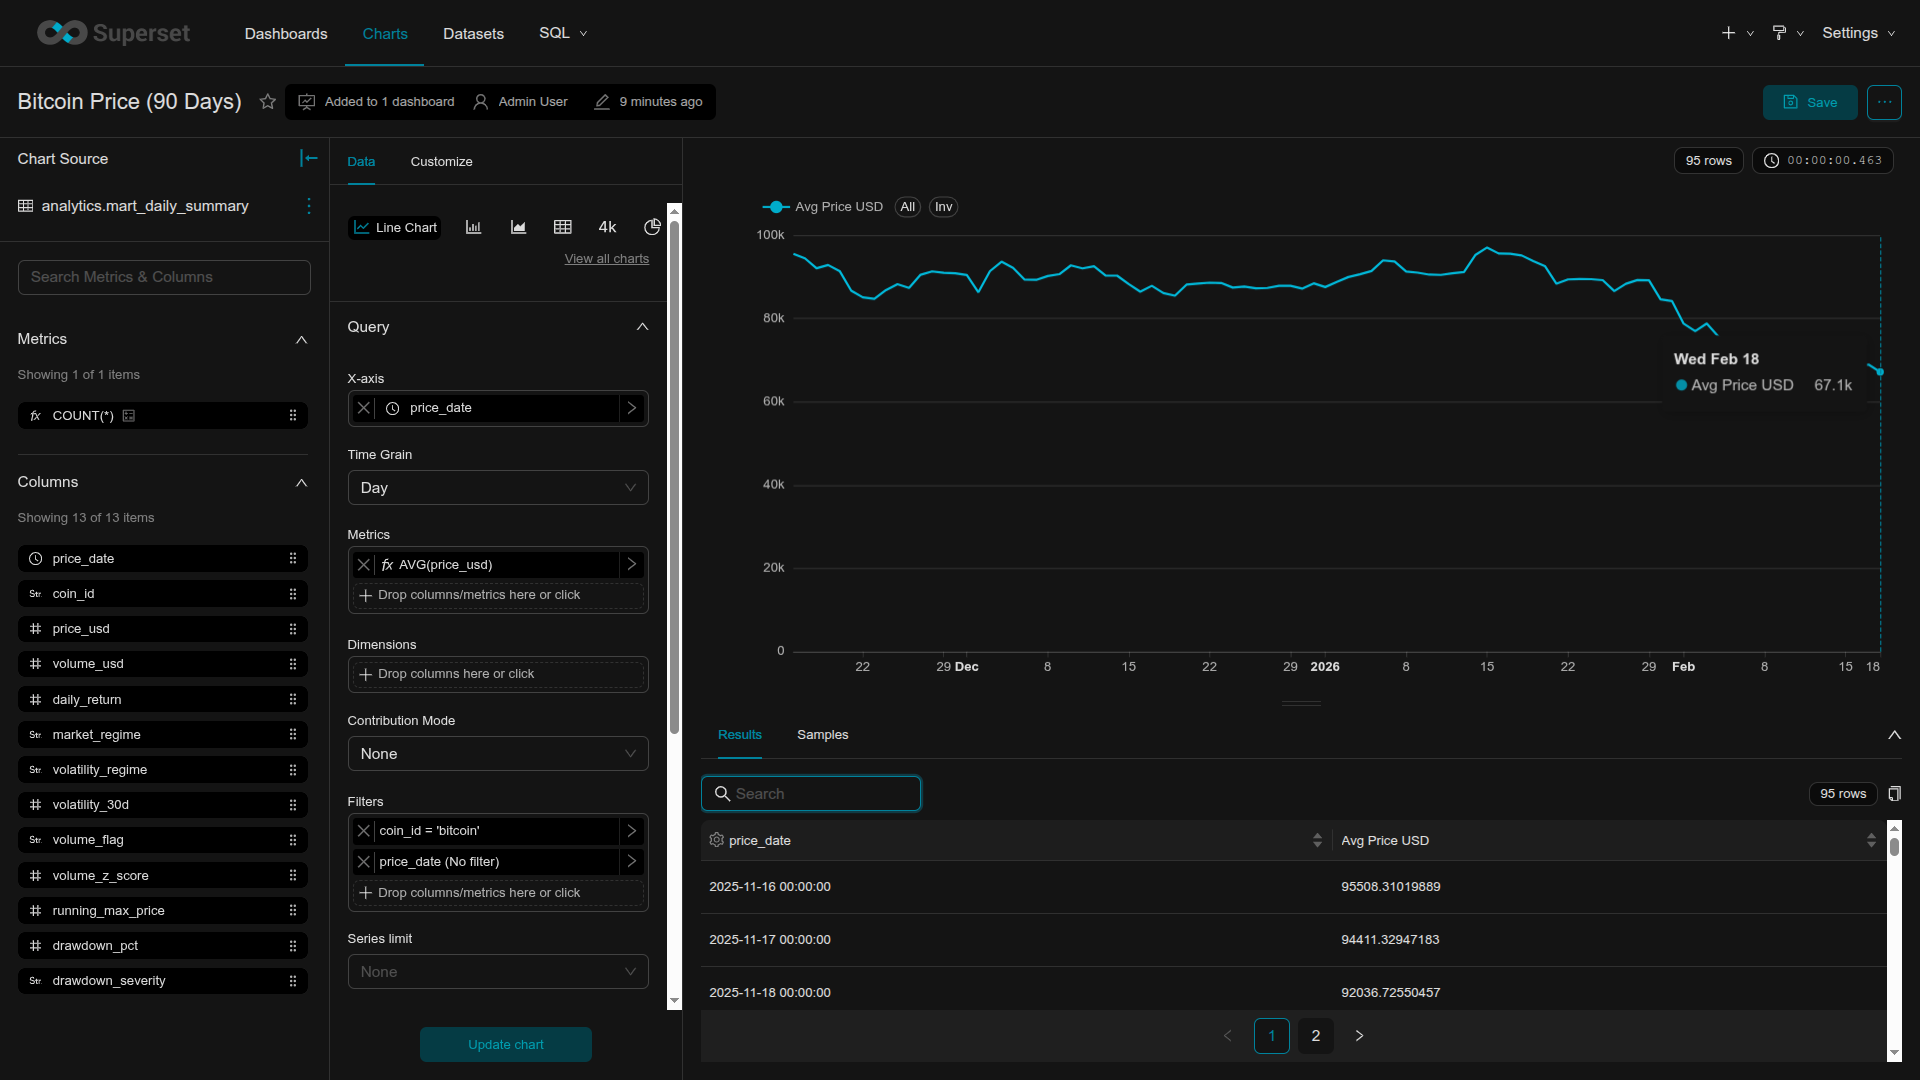 Superset
Dashboards
Charts
Datasets
SQL
Settings
Bitcoin Price (90 Days)
Added to 1 dashboard
Admin User
9 minutes ago
Save
Chart Source
analytics.mart_daily_summary
Search Metrics & Columns
Metrics
Showing 1 of 1 items
fx COUNT(*)
Columns
Showing 13 of 13 items
price_date
Str coin_id
# price_usd
# volume_usd
# daily_return
Str market_regime
Str volatility_regime
# volatility_30d
Str volume_flag
# volume_z_score
# running_max_price
# drawdown_pct
Str drawdown_severity
Data
Customize
Line Chart
4k
View all charts
Query
X-axis
price_date
Time Grain
Day
Metrics
fx AVG(price_usd)
Drop columns/metrics here or click
Dimensions
Drop columns here or click
Contribution Mode
None
Filters
coin_id = 'bitcoin'
price_date (No filter)
Drop columns/metrics here or click
Series limit
None
Update chart
95 rows
00:00:00.463
Avg Price USD
All
Inv
100k
80k
60k
40k
20k
0
22
29
Dec
8
15
22
29
2026
8
15
22
29
Feb
8
15
18
Wed Feb 18
Avg Price USD 67.1k
Results
Samples
Search
95 rows
price_date
Avg Price USD
2025-11-16 00:00:00
95508.31019889
2025-11-17 00:00:00
94411.32947183
2025-11-18 00:00:00
92036.72550457
1
2